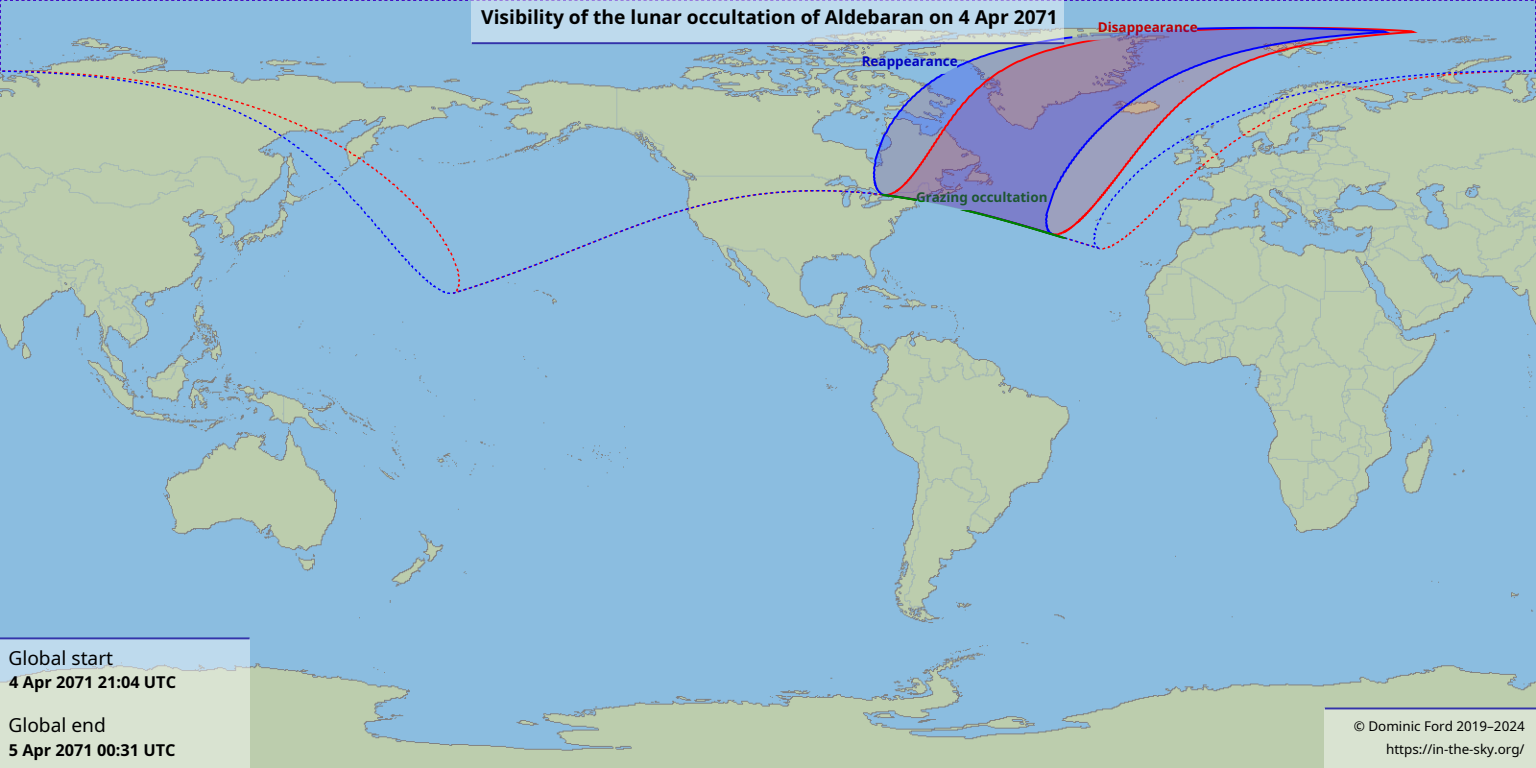 Visibility of the lunar occultation of Aldebaran on 4 Apr 2071
Disappearance
Reappearance
Grazing occultation
Global start
4 Apr 2071 21:04 UTC
Global end
5 Apr 2071 00:31 UTC
© Dominic Ford 2019–2024
https://in-the-sky.org/